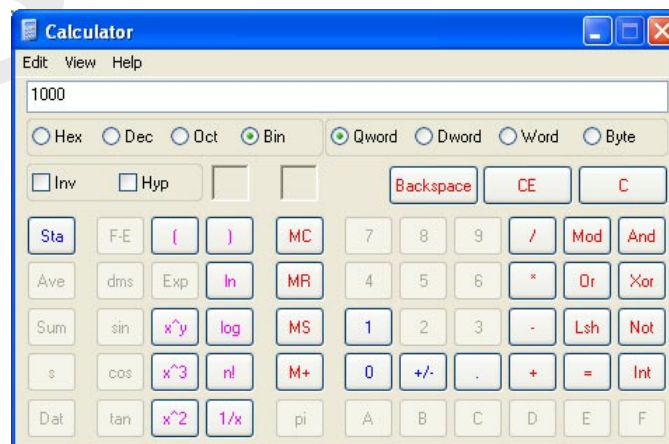 Calculator
Edit View Help
1000
Hex Dec Oct Bin Qword Dword Word Byte
Inv Hyp Backspace CE C
Sta F-E ( ) MC 7 8 9 / Mod And
Ave dms Exp ln MR 4 5 6 * Or Xor
Sum sin x^y log MS 1 2 3 - Lsh Not
s cos x^3 n! M+ 0 +/- . + = Int
Dat tan x^2 1/x pi A B C D E F